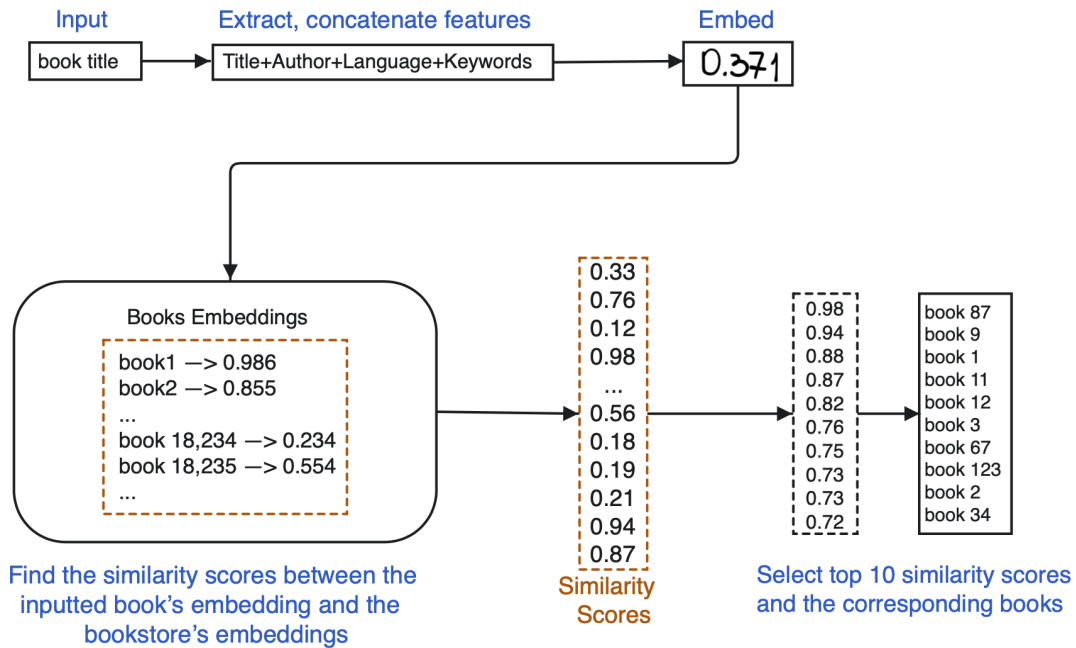 Input
Extract, concatenate features
Embed
book title
Title+Author+Language+Keywords
0.371
Books Embeddings
book1 —> 0.986
book2 —> 0.855
...
book 18,234 —> 0.234
book 18,235 —> 0.554
...
Find the similarity scores between the
inputted book's embedding and the
bookstore's embeddings
0.33
0.76
0.12
0.98
...
0.56
0.18
0.19
0.21
0.94
0.87
Similarity
Scores
0.98
0.94
0.88
0.87
0.82
0.76
0.75
0.73
0.73
0.72
book 87
book 9
book 1
book 11
book 12
book 3
book 67
book 123
book 2
book 34
Select top 10 similarity scores
and the corresponding books